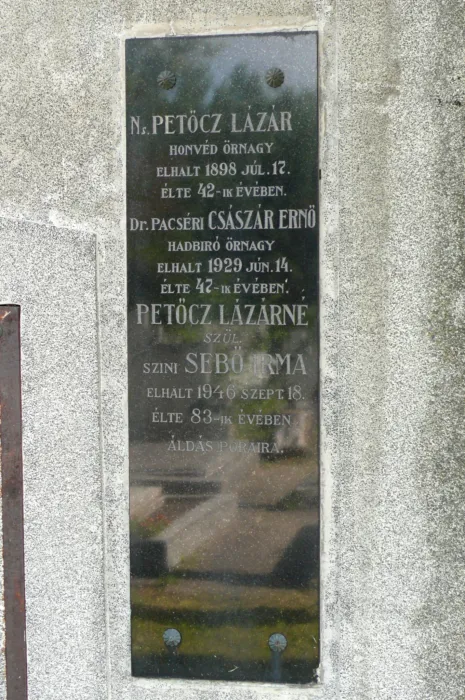 Ns. PETŐCZ LÁZÁR
HONVÉD ŐRNAGY
ELHALT 1898 JÚL. 17.
ÉLTE 42-IK ÉVÉBEN.
Dr. PACSÉRI CSÁSZÁR ERNŐ
HADBIRÓ ŐRNAGY
ELHALT 1929 JÚN. 14.
ÉLTE 47-IK ÉVÉBEN.
PETŐCZ LÁZÁRNÉ
SZÜL.
SZINI SEBŐ IRMA
ELHALT 1946 SZEPT. 18.
ÉLTE 83-IK ÉVÉBEN
ÁLDÁS PORAIRA.